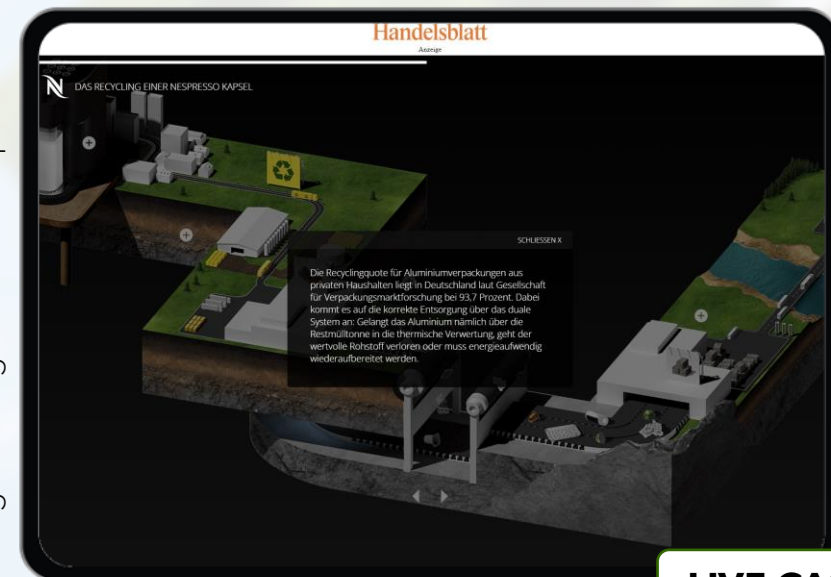 Handelsblatt
Anzeige
DAS RECYCLING EINER NESPRESSO KAPSEL
SCHLIESSEN X
Die Recyclingquote für Aluminiumverpackungen aus
privaten Haushalten liegt in Deutschland laut Gesellschaft
für Verpackungsmarktforschung bei 93,7 Prozent. Dabei
kommt es auf die korrekte Entsorgung über das duale
System an: Gelangt das Aluminium nämlich über die
Restmülltonne in die thermische Verwertung, geht der
wertvolle Rohstoff verloren oder muss energieaufwendig
wiederaufbereitet werden.